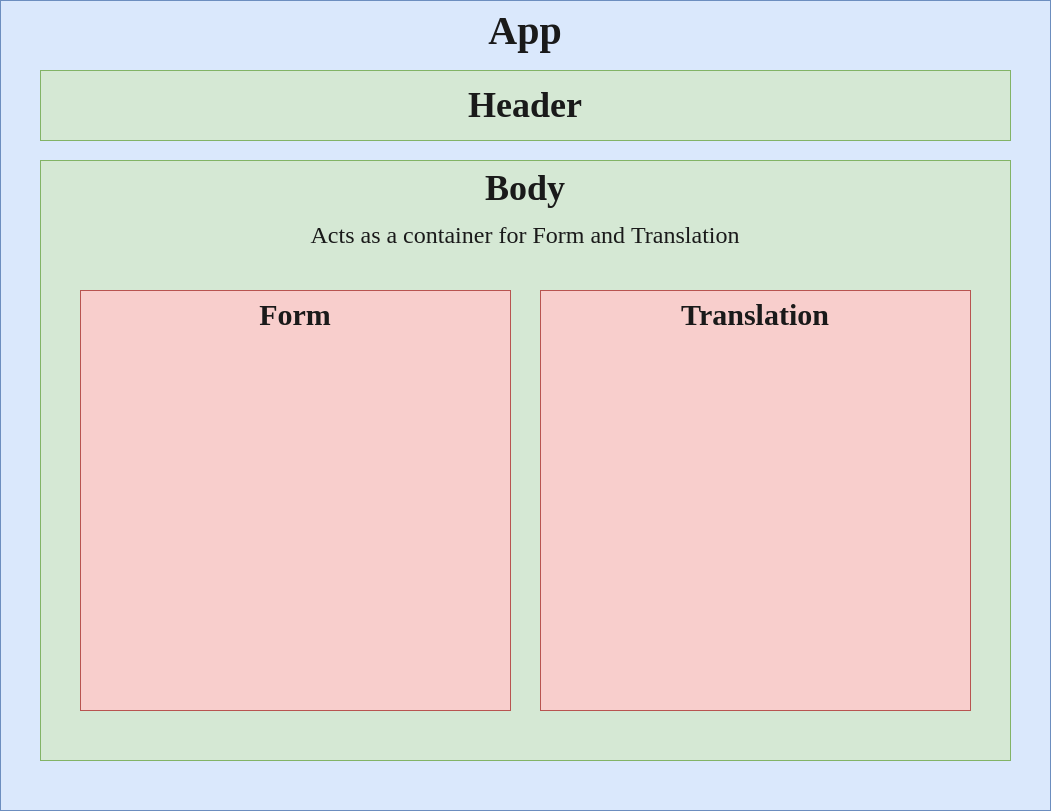 App
Header
Body
Acts as a container for Form and Translation
Form
Translation